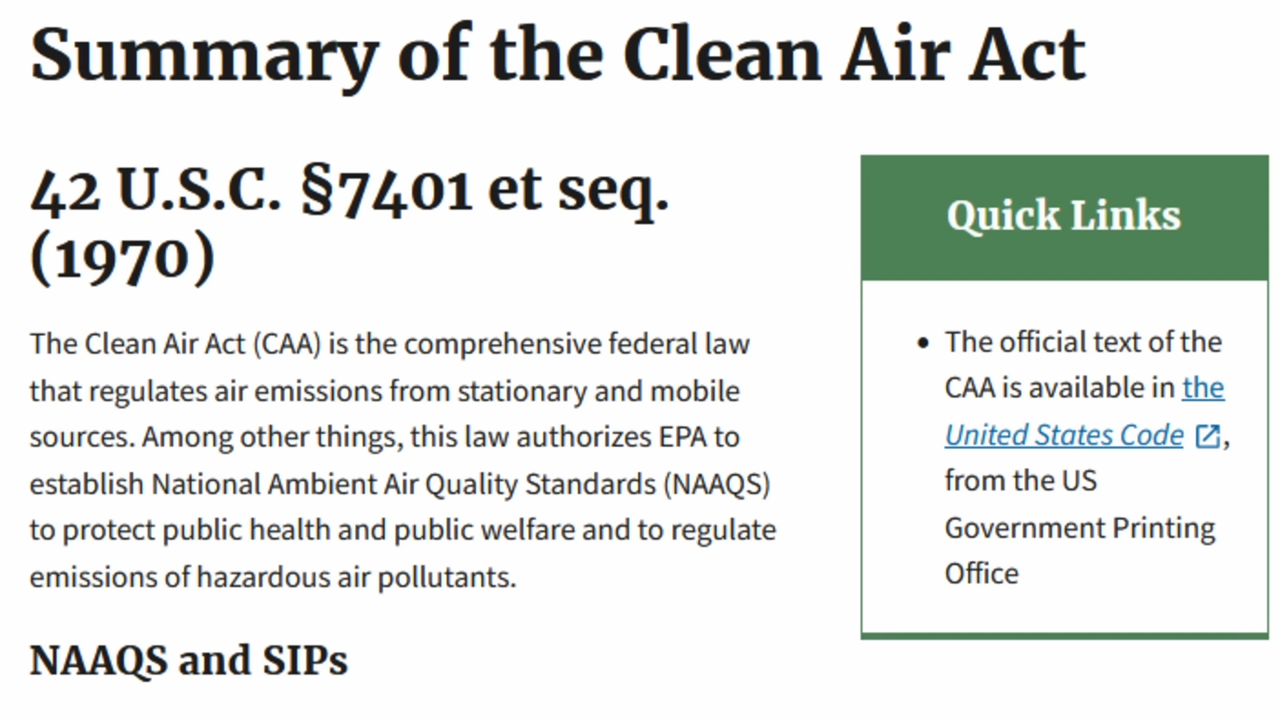 Summary of the Clean Air Act
42 U.S.C. §7401 et seq.
(1970)
The Clean Air Act (CAA) is the comprehensive federal law
that regulates air emissions from stationary and mobile
sources. Among other things, this law authorizes EPA to
establish National Ambient Air Quality Standards (NAAQS)
to protect public health and public welfare and to regulate
emissions of hazardous air pollutants.
NAAQS and SIPs
Quick Links
• The official text of the
CAA is available in the
United States Code,
from the US
Government Printing
Office